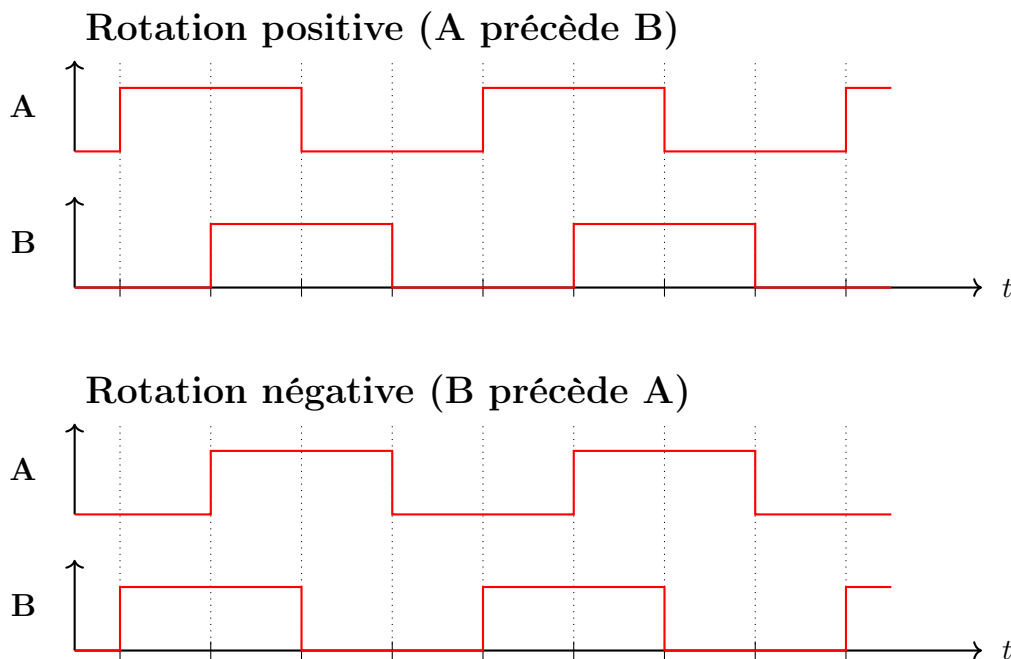 Rotation positive (A précède B)
A
B
t
Rotation négative (B précède A)
A
B
t